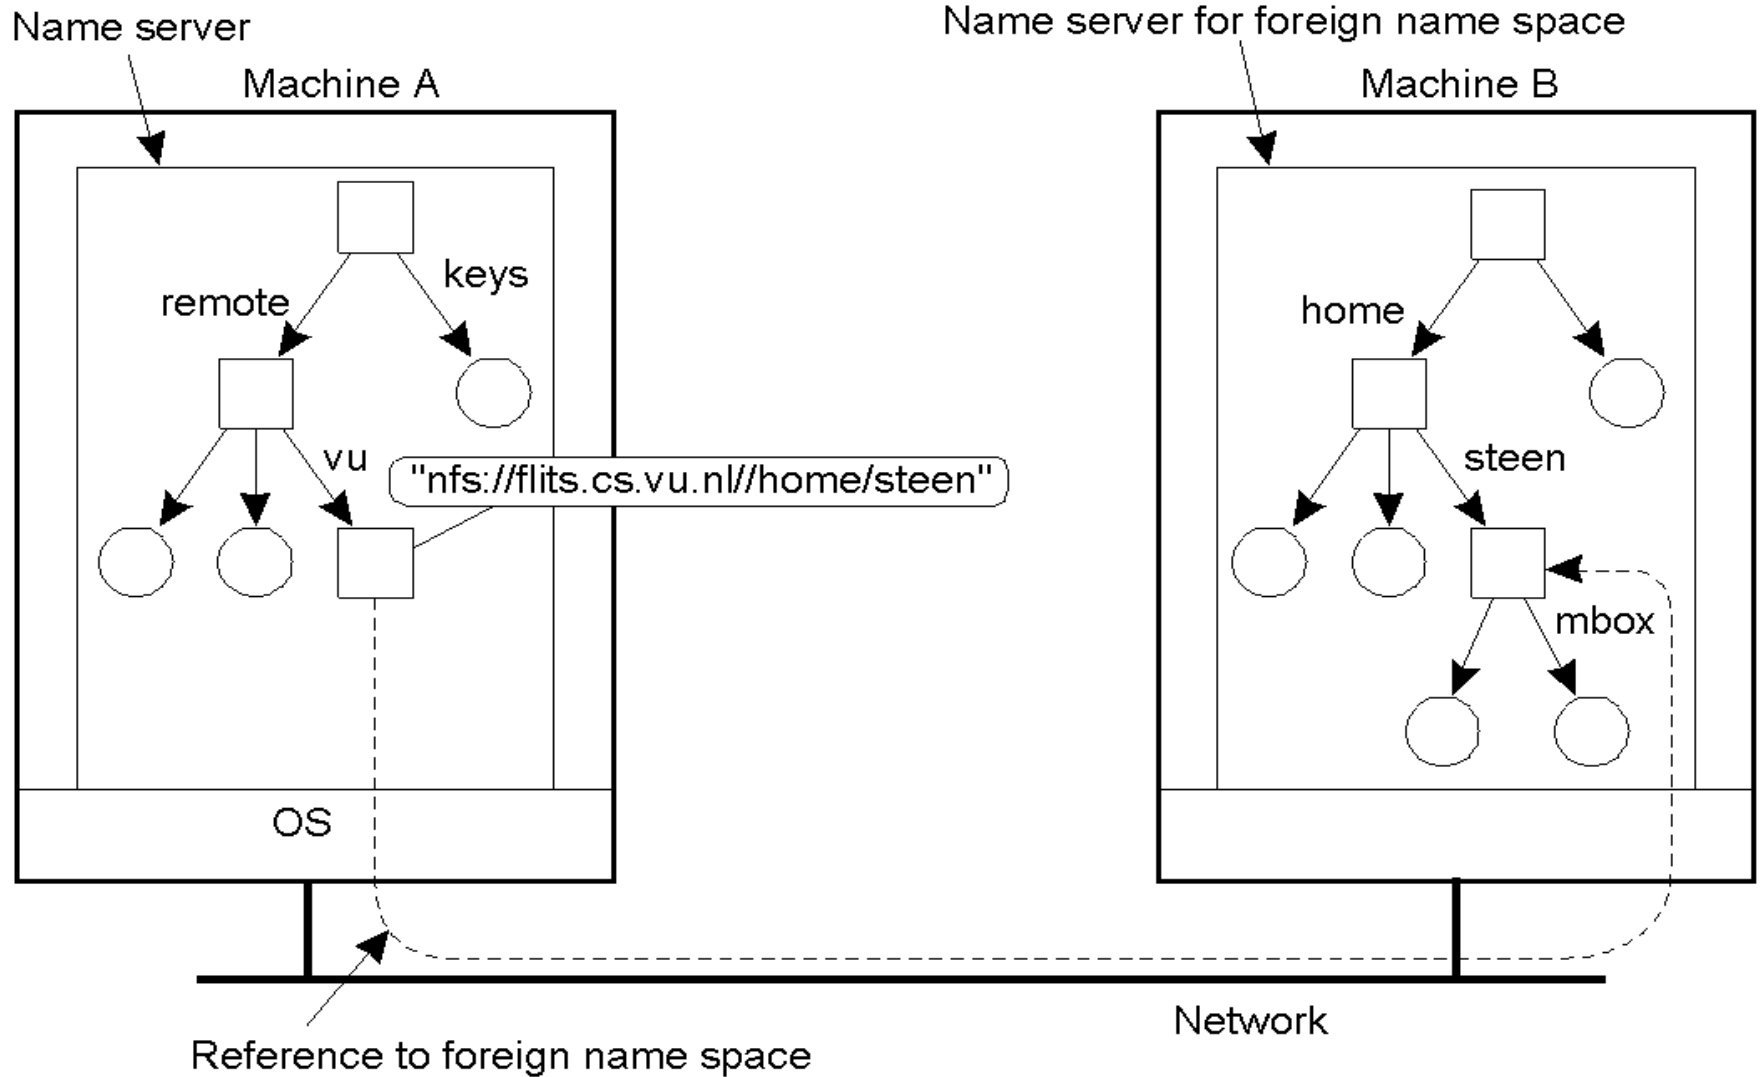 Name server
Name server for foreign name space
Machine A
Machine B
keys
remote
home
vu
"nfs://flits.cs.vu.nl//home/steen"
steen
mbox
OS
Network
Reference to foreign name space